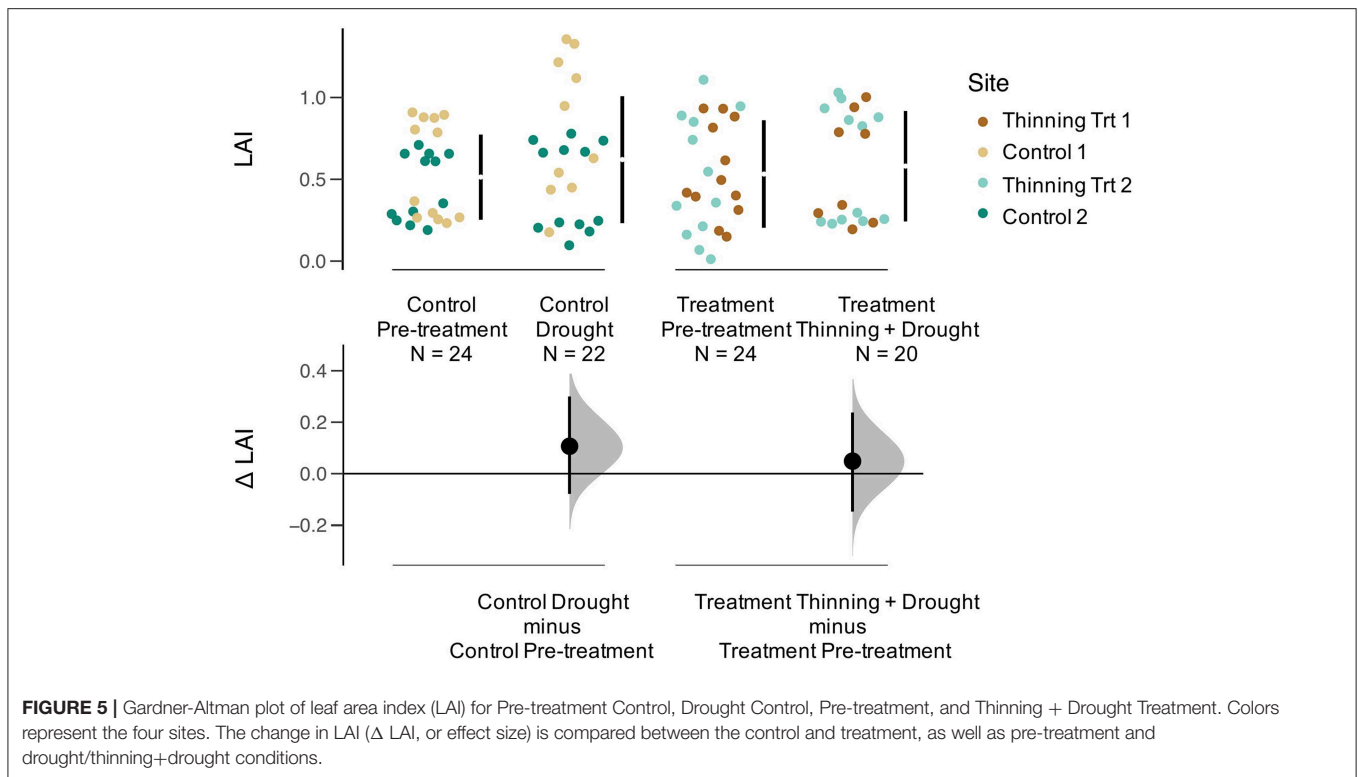 LAI
1.0
0.5
0.0
Site
Thinning Trt 1
Control 1
Thinning Trt 2
Control 2
Control
Pre-treatment
N = 24
Control
Drought
N = 22
Treatment
Pre-treatment
N = 24
Treatment
Thinning + Drought
N = 20
Δ LAI
0.4
0.2
0.0
−0.2
Control Drought
minus
Control Pre-treatment
Treatment Thinning + Drought
minus
Treatment Pre-treatment
FIGURE 5 | Gardner-Altman plot of leaf area index (LAI) for Pre-treatment Control, Drought Control, Pre-treatment, and Thinning + Drought Treatment. Colors
represent the four sites. The change in LAI (Δ LAI, or effect size) is compared between the control and treatment, as well as pre-treatment and
drought/thinning+drought conditions.